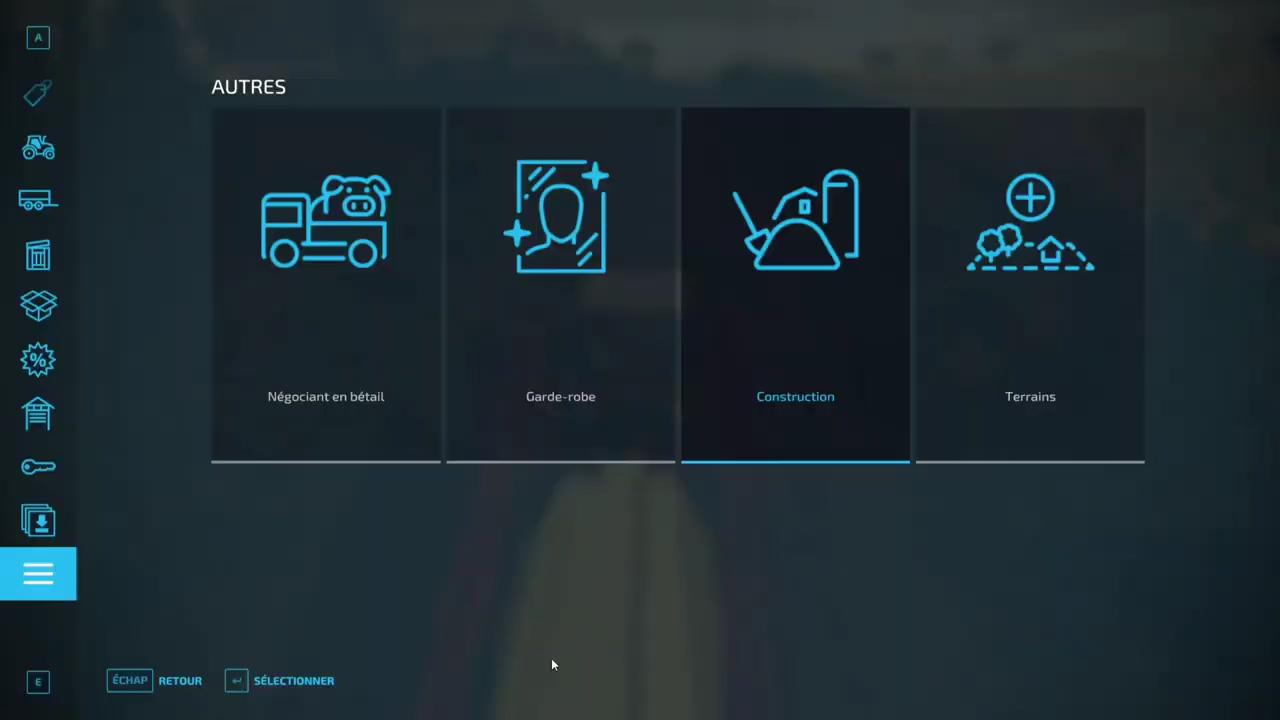 A
AUTRES
Négociant en bétail
Garde-robe
Construction
Terrains
%
E
ÉCHAP RETOUR
↵ SÉLECTIONNER